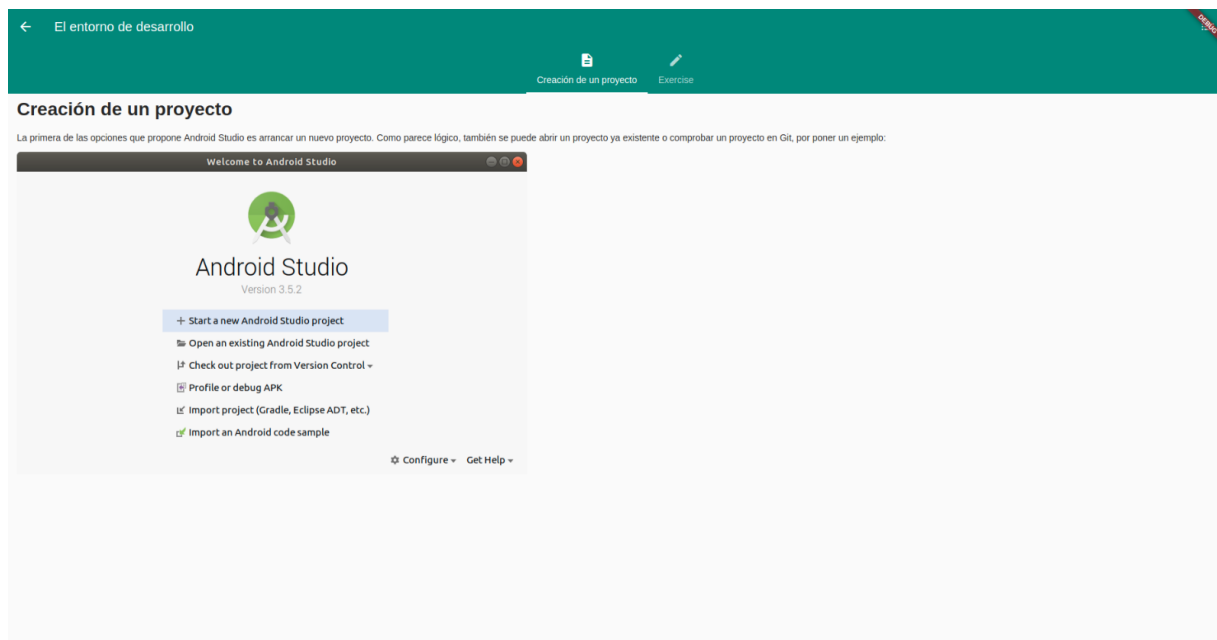 El entorno de desarrollo
DEBUG
Creación de un proyecto
Exercise
Creación de un proyecto
La primera de las opciones que propone Android Studio es arrancar un nuevo proyecto. Como parece lógico, también se puede abrir un proyecto ya existente o comprobar un proyecto en Git, por poner un ejemplo:
Welcome to Android Studio
Android Studio
Version 3.5.2
Start a new Android Studio project
Open an existing Android Studio project
Check out project from Version Control
Profile or debug APK
Import project (Gradle, Eclipse ADT, etc.)
Import an Android code sample
Configure Get Help